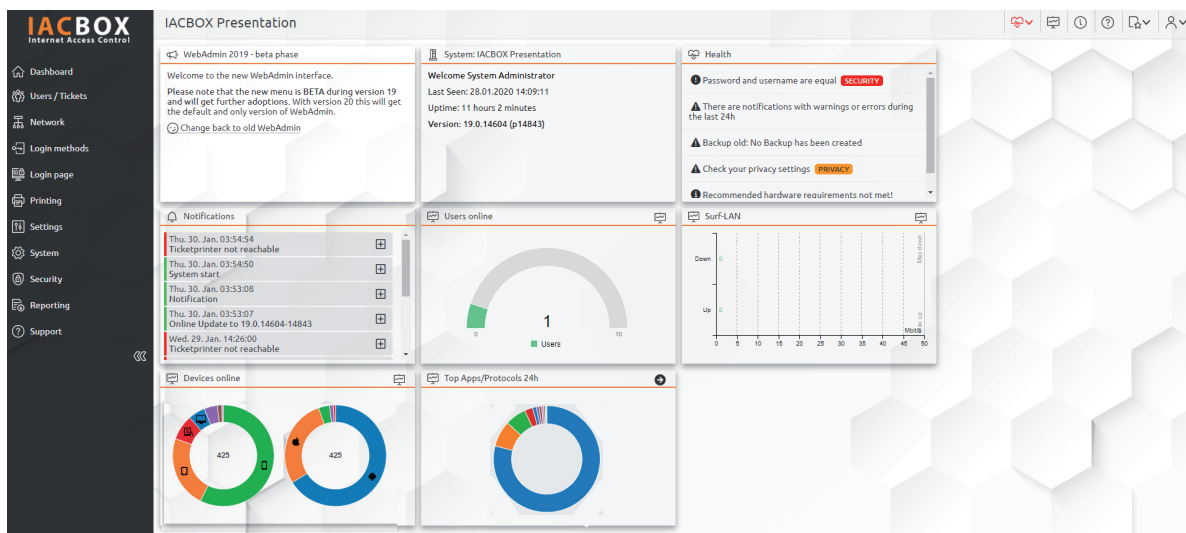 IACBOX
Internet Access Control
IACBOX Presentation
Dashboard
Users / Tickets
Network
Login methods
Login page
Printing
Settings
System
Security
Reporting
Support
WebAdmin 2019 - beta phase
Welcome to the new WebAdmin interface.
Please note that the new menu is BETA during version 19
and will get further adoptions. With version 20 this will get
the default and only version of WebAdmin.
Change back to old WebAdmin
System: IACBOX Presentation
Welcome System Administrator
Last Seen: 28.01.2020 14:09:11
Uptime: 11 hours 2 minutes
Version: 19.0.14604 (p14843)
Health
Password and username are equal SECURITY
There are notifications with warnings or errors during
the last 24h
Backup old: No Backup has been created
Check your privacy settings PRIVACY
Recommended hardware requirements not met!
Notifications
Thu. 30. Jan. 03:54:54
Ticketprinter not reachable
Thu. 30. Jan. 03:54:50
System start
Thu. 30. Jan. 03:53:08
Notification
Thu. 30. Jan. 03:53:07
Online Update to 19.0.14604-14843
Wed. 29. Jan. 14:26:00
Ticketprinter not reachable
Users online
1
0 10
Users
Surf-LAN
Max down
Down 0
Up 0
Mbit/s
0 5 10 15 20 25 30 35 40 45 50
Devices online
425 425
Top Apps/Protocols 24h